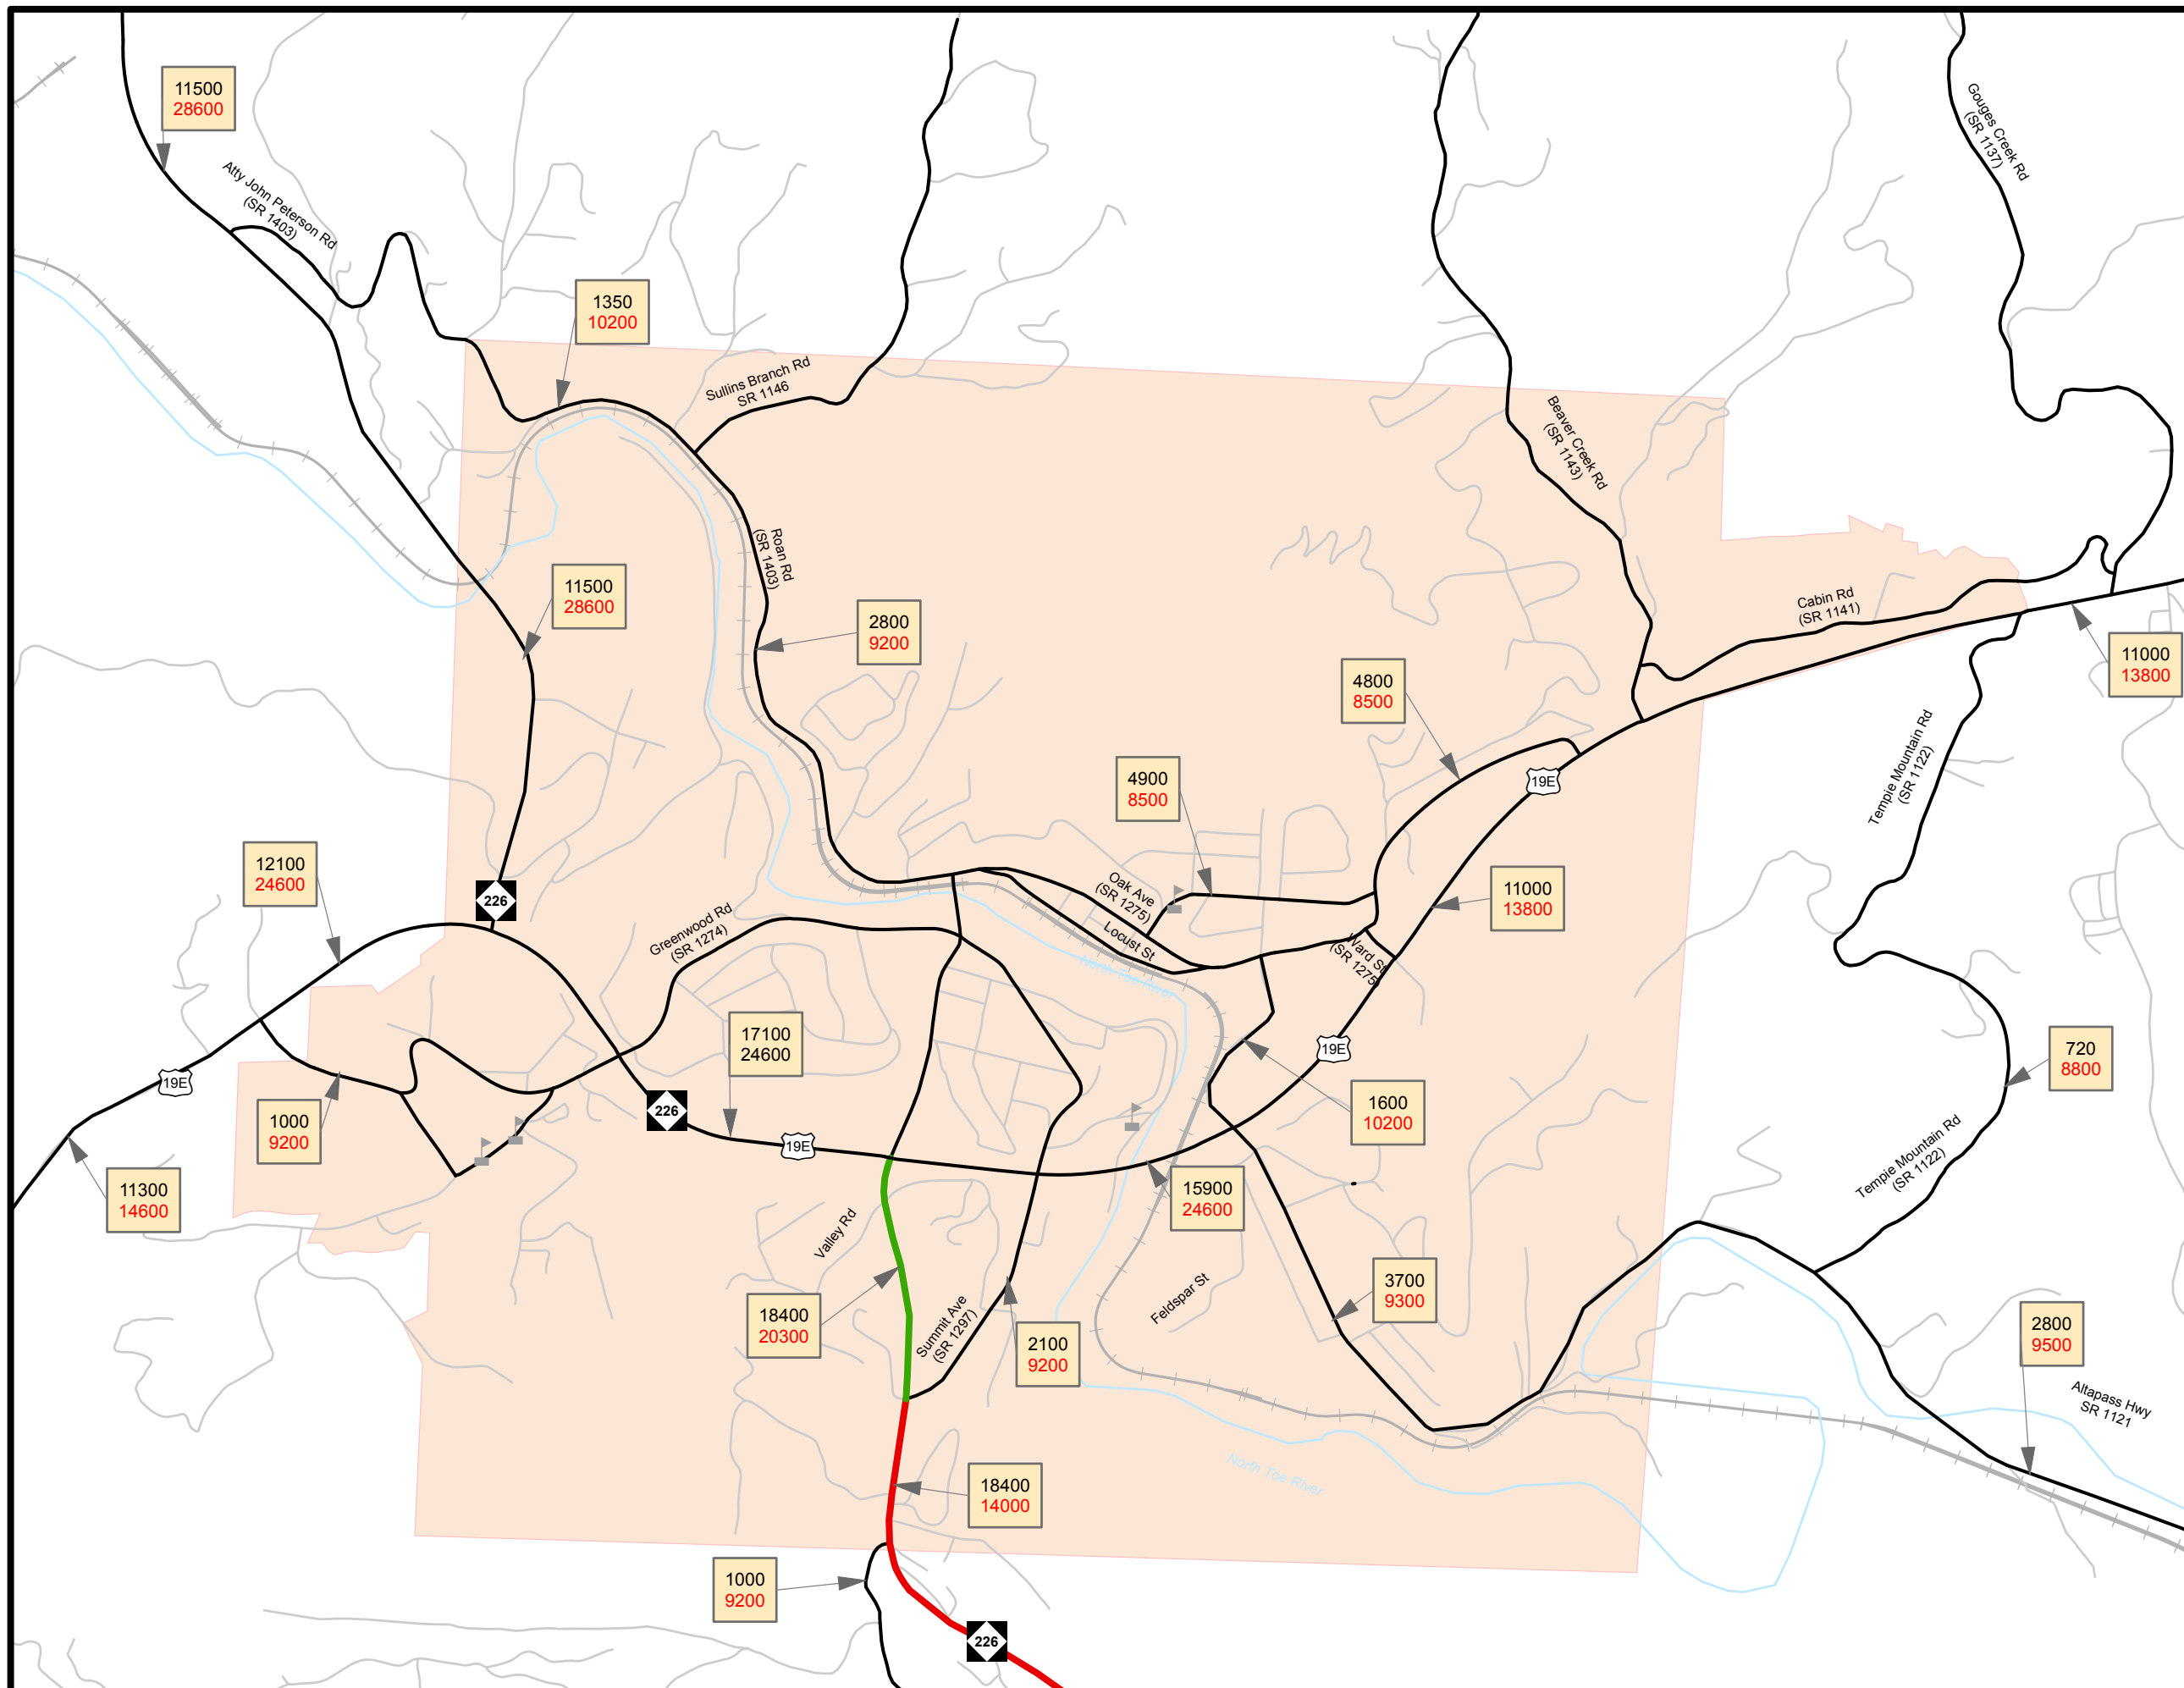 11500
28600
Atty John Peterson Rd
(SR 1403)
Gouges Creek Rd
(SR 1137)
1350
10200
Sullins Branch Rd
SR 1146
Beaver Creek Rd
(SR 1143)
Roan Rd
(SR 1403)
11500
28600
2800
9200
Cabin Rd
(SR 1141)
11000
13800
4800
8500
4900
8500
19E
Tempie Mountain Rd
(SR 1122)
12100
24600
226
Oak Ave
(SR 1275)
11000
13800
Greenwood Rd
(SR 1274)
Locust St
Ward St
(SR 1275)
North Toe River
17100
24600
19E
19E
720
8800
1000
9200
226
1600
10200
19E
11300
14600
15900
24600
Tempie Mountain Rd
(SR 1122)
Valley Rd
Feldspar St
3700
9300
18400
20300
Summit Ave
(SR 1297)
2100
9200
2800
9500
Altapass Hwy
SR 1121
North Toe River
18400
14000
1000
9200
226